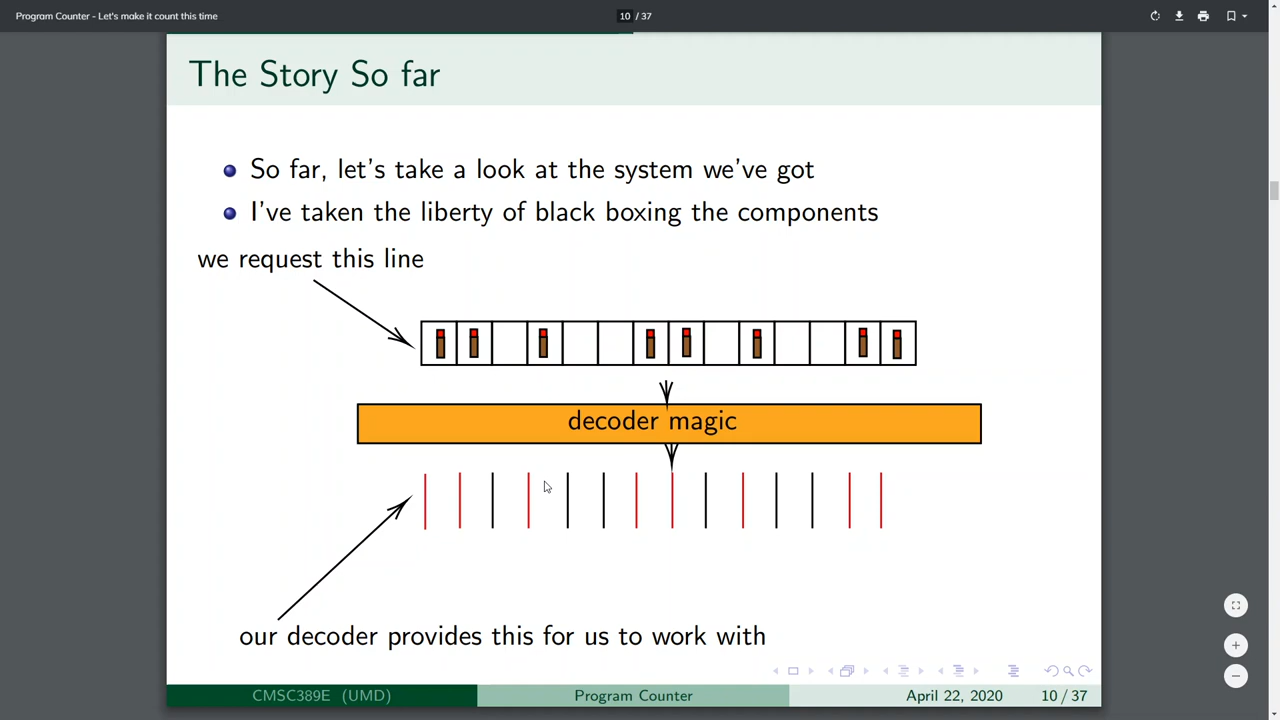 Program Counter - Let's make it count this time
10 / 37
The Story So far
So far, let's take a look at the system we've got
I've taken the liberty of black boxing the components
we request this line
decoder magic
our decoder provides this for us to work with
CMSC389E (UMD)
Program Counter
April 22, 2020
10 / 37